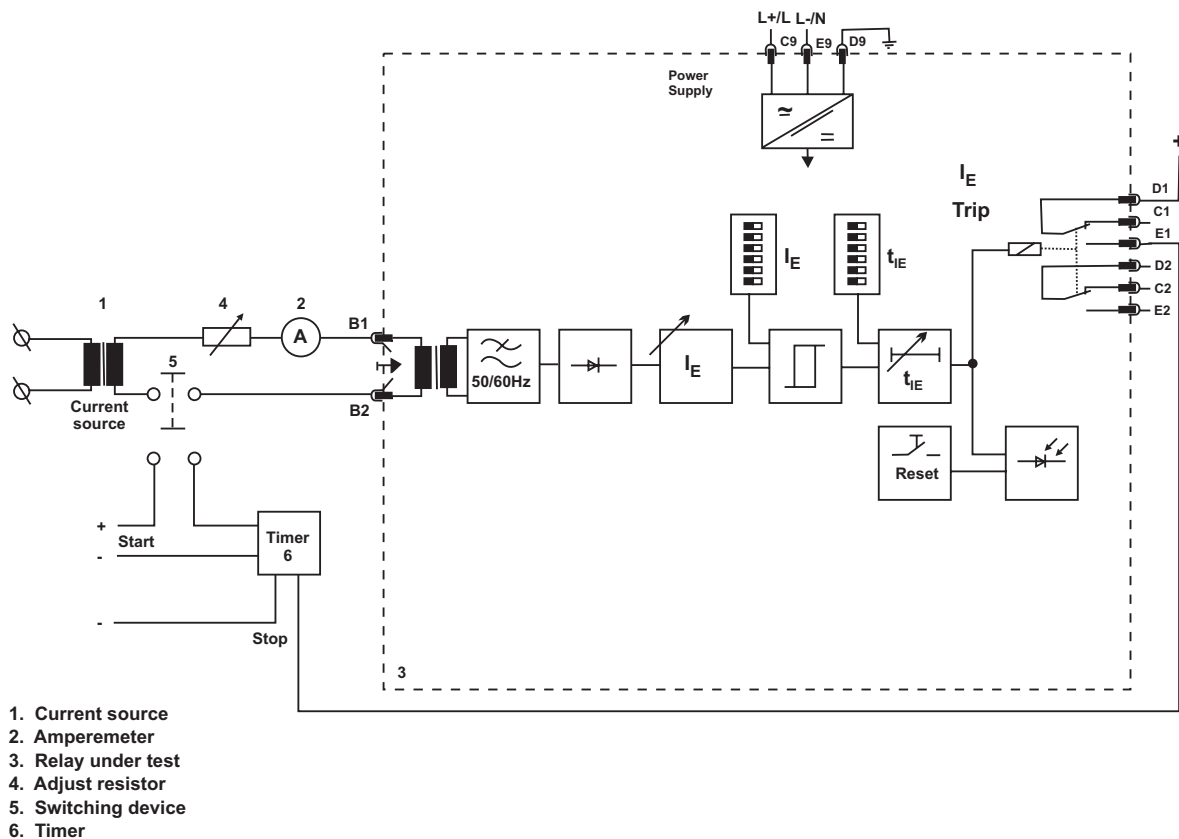 L+/L L-/N
C9 E9 D9
Power
Supply
+
I_E
Trip
D1
C1
E1
D2
C2
E2
I_E
t_IE
1
4
2
A
B1
5
50/60Hz
I_E
t_IE
Current
source
B2
Reset
+
Start
-
Timer
6
-
Stop
3
1. Current source
2. Amperemeter
3. Relay under test
4. Adjust resistor
5. Switching device
6. Timer